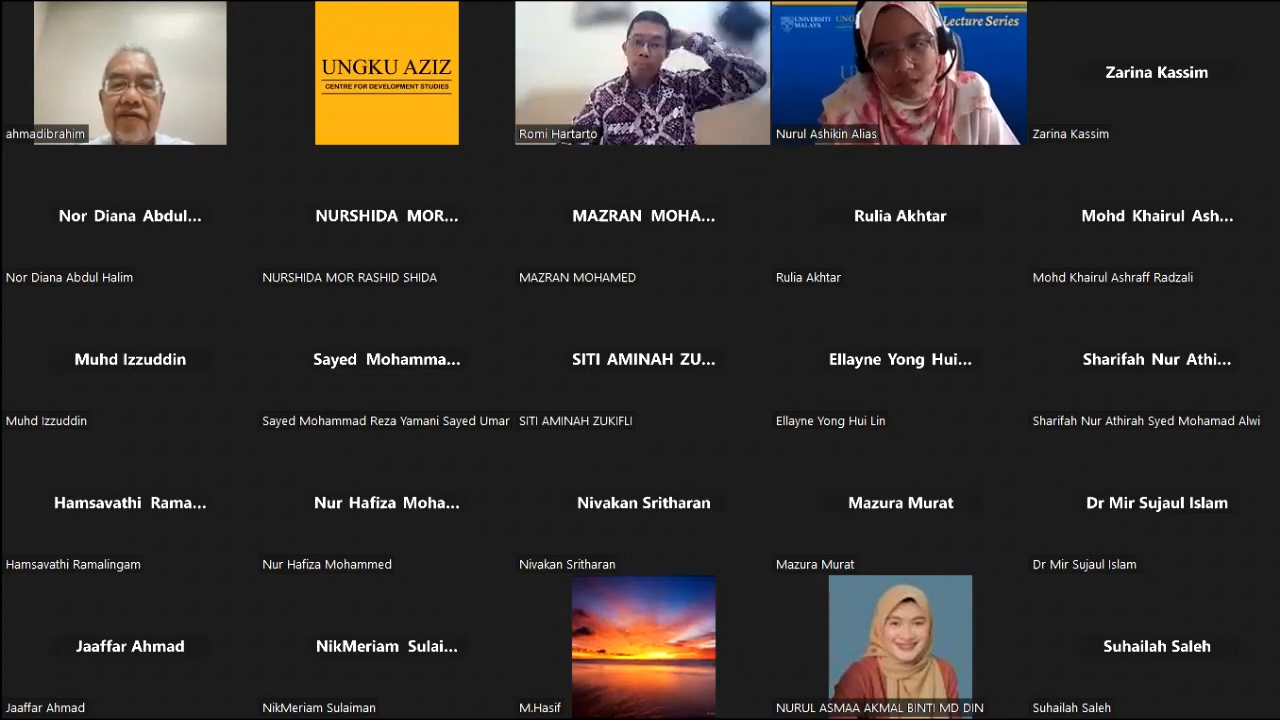 ahmadibrahim
UNGKU AZIZ
CENTRE FOR DEVELOPMENT STUDIES
Romi Hartarto
UNIVERSITI
MALAYA
UNGK
Lecture Series
Nurul Ashikin Alias
Zarina Kassim
Zarina Kassim
Nor Diana Abdul...
Nor Diana Abdul Halim
NURSHIDA MOR...
NURSHIDA MOR RASHID SHIDA
MAZRAN MOHA...
MAZRAN MOHAMED
Rulia Akhtar
Rulia Akhtar
Mohd Khairul Ash...
Mohd Khairul Ashraff Radzali
Muhd Izzuddin
Muhd Izzuddin
Sayed Mohamma...
Sayed Mohammad Reza Yamani Sayed Umar
SITI AMINAH ZU...
SITI AMINAH ZUKIFLI
Ellayne Yong Hui...
Ellayne Yong Hui Lin
Sharifah Nur Athi...
Sharifah Nur Athirah Syed Mohamad Alwi
Hamsavathi Rama...
Hamsavathi Ramalingam
Nur Hafiza Moha...
Nur Hafiza Mohammed
Nivakan Sritharan
Nivakan Sritharan
Mazura Murat
Mazura Murat
Dr Mir Sujaul Islam
Dr Mir Sujaul Islam
Jaaffar Ahmad
Jaaffar Ahmad
NikMeriam Sulai...
NikMeriam Sulaiman
M.Hasif
NURUL ASMAA AKMAL BINTI MD DIN
Suhailah Saleh
Suhailah Saleh